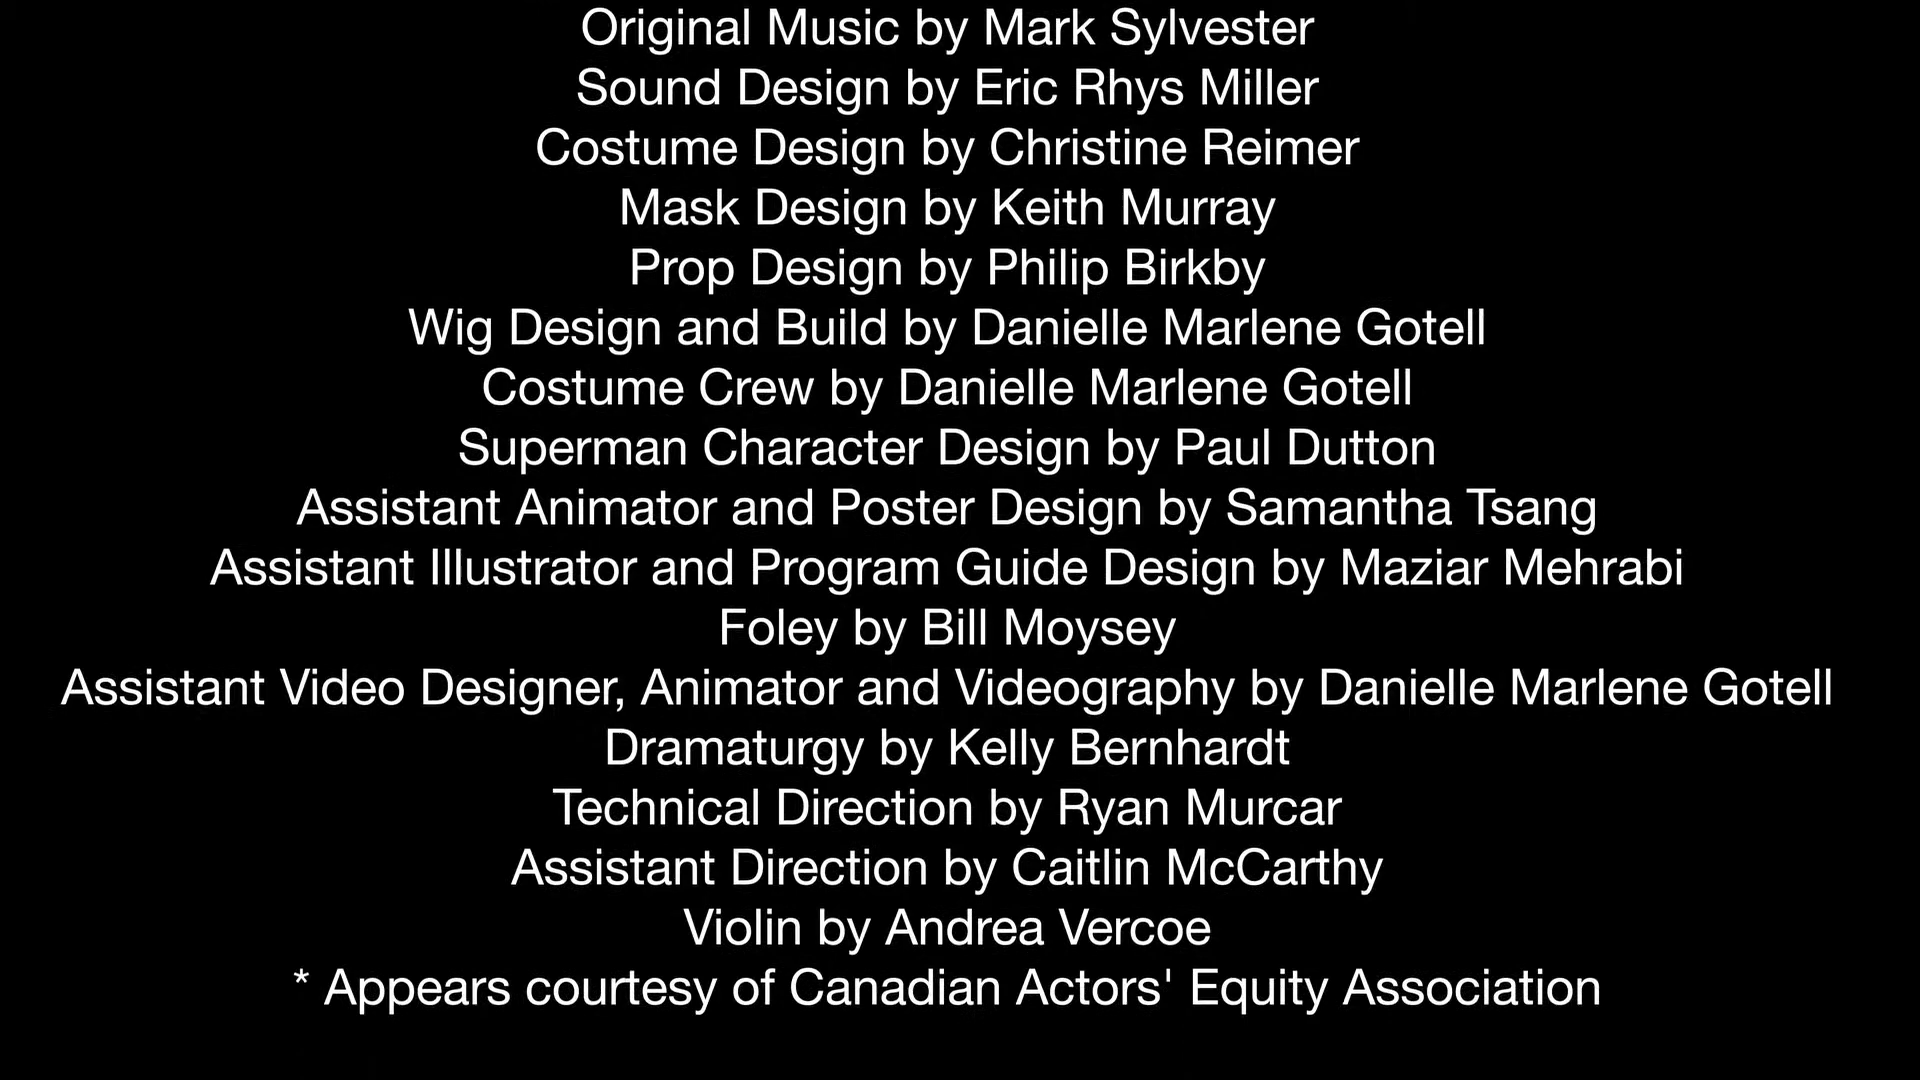 Original Music by Mark Sylvester
Sound Design by Eric Rhys Miller
Costume Design by Christine Reimer
Mask Design by Keith Murray
Prop Design by Philip Birkby
Wig Design and Build by Danielle Marlene Gotell
Costume Crew by Danielle Marlene Gotell
Superman Character Design by Paul Dutton
Assistant Animator and Poster Design by Samantha Tsang
Assistant Illustrator and Program Guide Design by Maziar Mehrabi
Foley by Bill Moysey
Assistant Video Designer, Animator and Videography by Danielle Marlene Gotell
Dramaturgy by Kelly Bernhardt
Technical Direction by Ryan Murcar
Assistant Direction by Caitlin McCarthy
Violin by Andrea Vercoe
* Appears courtesy of Canadian Actors' Equity Association